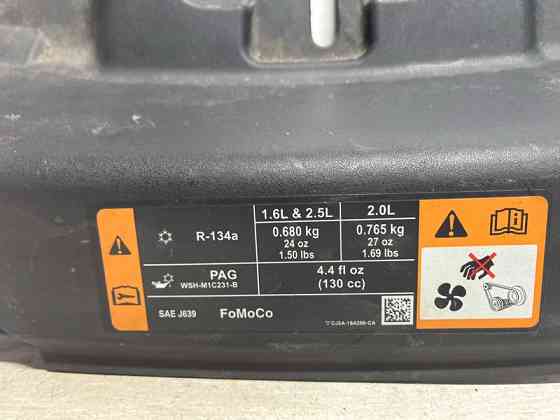 1.6L & 2.5L 2.0L
R-134a 0.680 kg 0.765 kg
24 oz 27 oz
1.50 lbs 1.69 lbs
PAG 4.4 fl oz
WSH-M1C231-B (130 cc)
SAE J639 FoMoCo